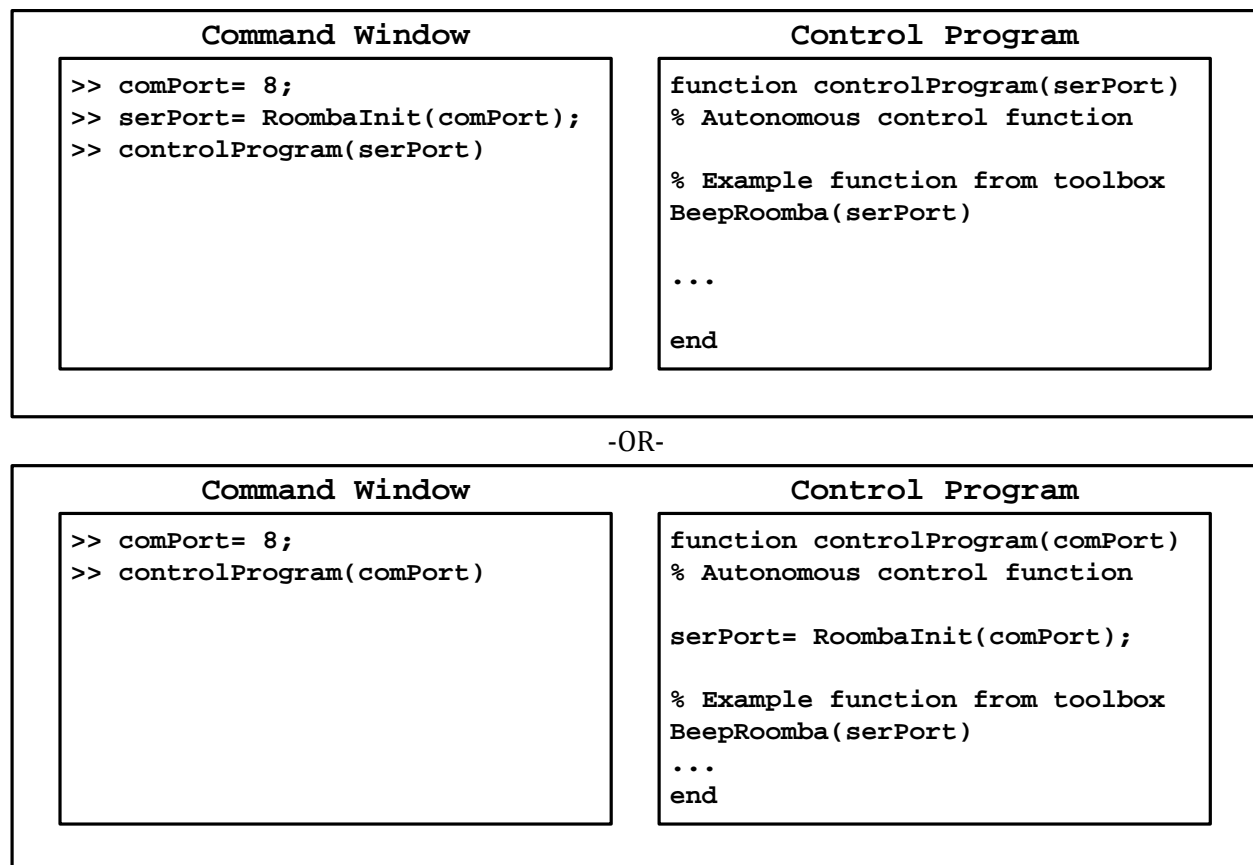 Command Window
>> comPort= 8;
>> serPort= RoombaInit(comPort);
>> controlProgram(serPort)
Control Program
function controlProgram(serPort)
% Autonomous control function
% Example function from toolbox
BeepRoomba(serPort)
...
end
-OR-
Command Window
>> comPort= 8;
>> controlProgram(comPort)
Control Program
function controlProgram(comPort)
% Autonomous control function
serPort= RoombaInit(comPort);
% Example function from toolbox
BeepRoomba(serPort)
...
end